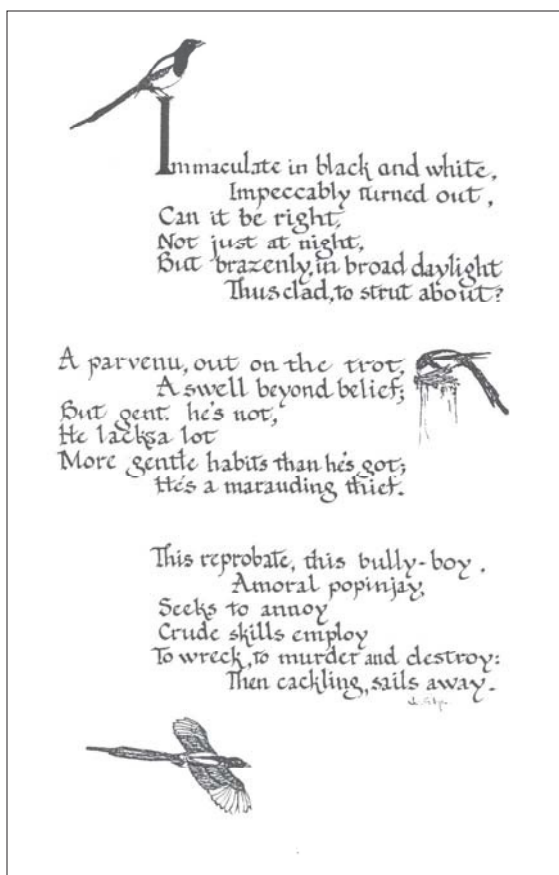 Immaculate in black and white,
Impeccably turned out,
Can it be right,
Not just at night,
But brazenly, in broad daylight
Thus clad, to strut about?
A parvenu, out on the trot,
A swell beyond belief;
But gent. he's not,
He lacks a lot
More gentle habits than he's got;
He's a marauding thief.
This reprobate, this bully-boy,
Amoral popinjay,
Seeks to annoy
Crude skills employ
To wreck, to murder and destroy:
Then cackling, sails away.